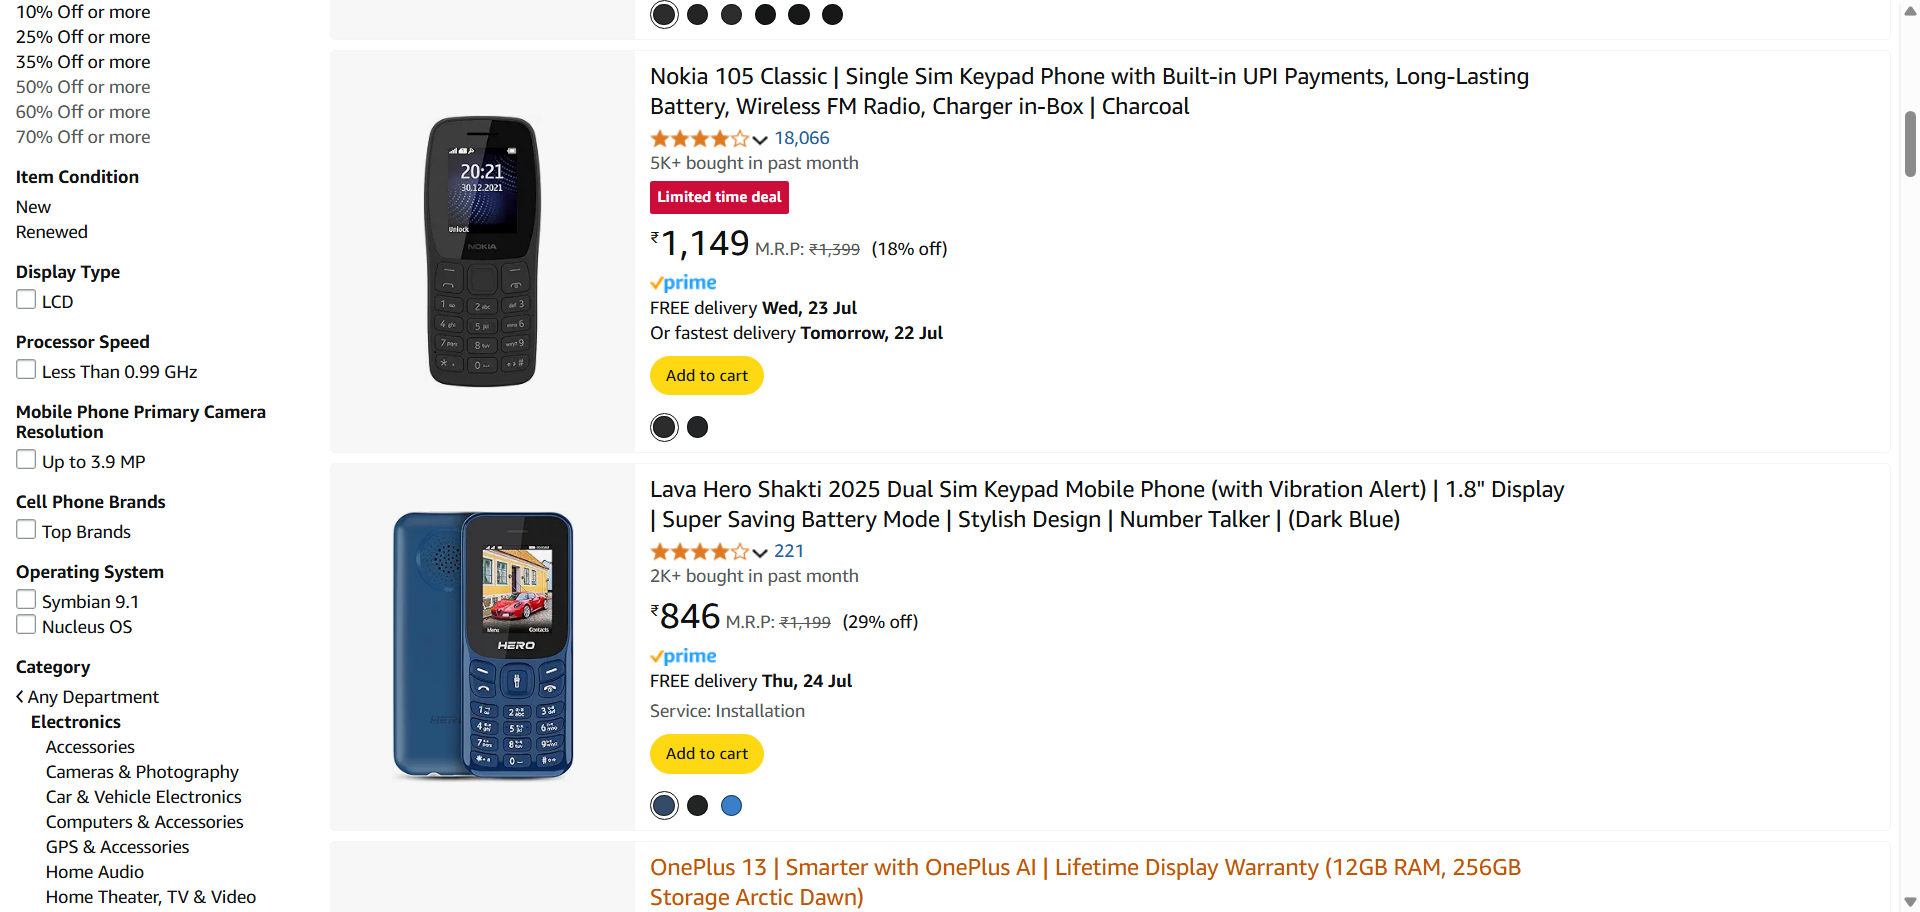 10% Off or more
25% Off or more
35% Off or more
50% Off or more
60% Off or more
70% Off or more
Item Condition
New
Renewed
Display Type
LCD
Processor Speed
Less Than 0.99 GHz
Mobile Phone Primary Camera
Resolution
Up to 3.9 MP
Cell Phone Brands
Top Brands
Operating System
Symbian 9.1
Nucleus OS
Category
Any Department
Electronics
Accessories
Cameras & Photography
Car & Vehicle Electronics
Computers & Accessories
GPS & Accessories
Home Audio
Home Theater, TV & Video
20:21
30.12.2021
Unlock
NOKIA
Nokia 105 Classic | Single Sim Keypad Phone with Built-in UPI Payments, Long-Lasting
Battery, Wireless FM Radio, Charger in-Box | Charcoal
18,066
5K+ bought in past month
Limited time deal
₹1,149 M.R.P: ₹1,399 (18% off)
prime
FREE delivery Wed, 23 Jul
Or fastest delivery Tomorrow, 22 Jul
Add to cart
Menu Contacts
HERO
Lava Hero Shakti 2025 Dual Sim Keypad Mobile Phone (with Vibration Alert) | 1.8" Display
| Super Saving Battery Mode | Stylish Design | Number Talker | (Dark Blue)
221
2K+ bought in past month
₹846 M.R.P: ₹1,199 (29% off)
prime
FREE delivery Thu, 24 Jul
Service: Installation
Add to cart
OnePlus 13 | Smarter with OnePlus AI | Lifetime Display Warranty (12GB RAM, 256GB
Storage Arctic Dawn)